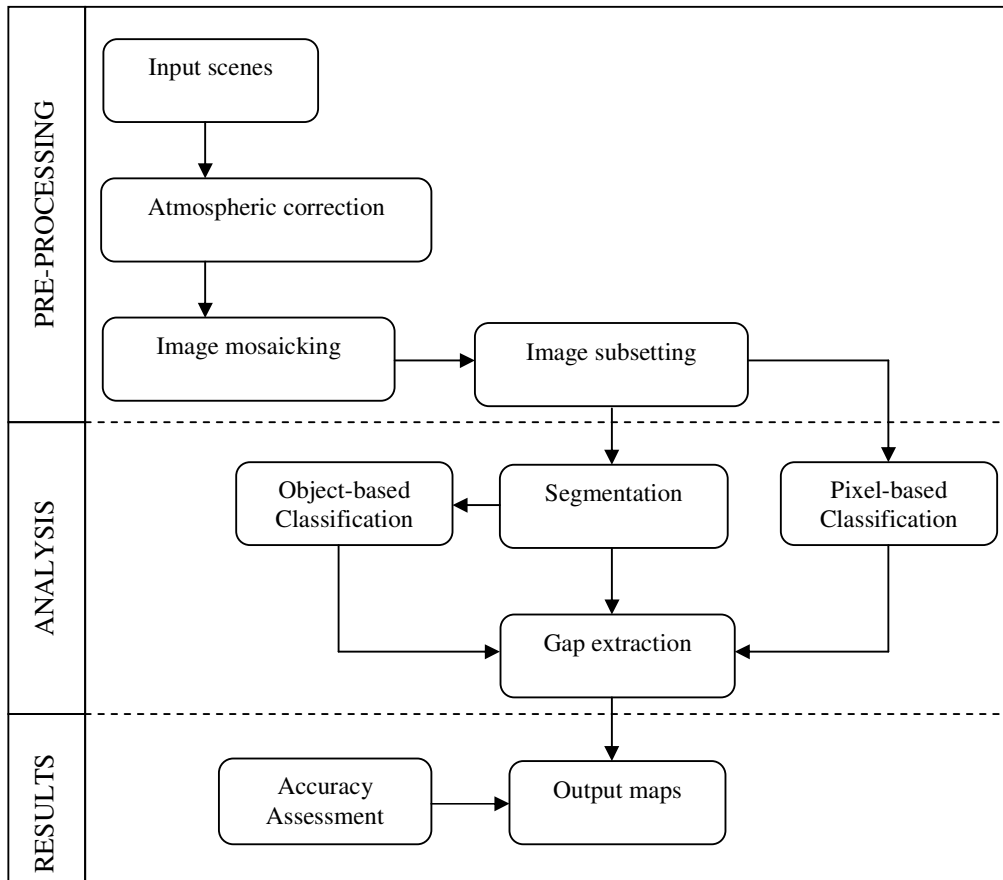 PRE-PROCESSING
Input scenes
Atmospheric correction
Image mosaicking
Image subsetting
ANALYSIS
Object-based
Classification
Segmentation
Pixel-based
Classification
Gap extraction
RESULTS
Accuracy
Assessment
Output maps